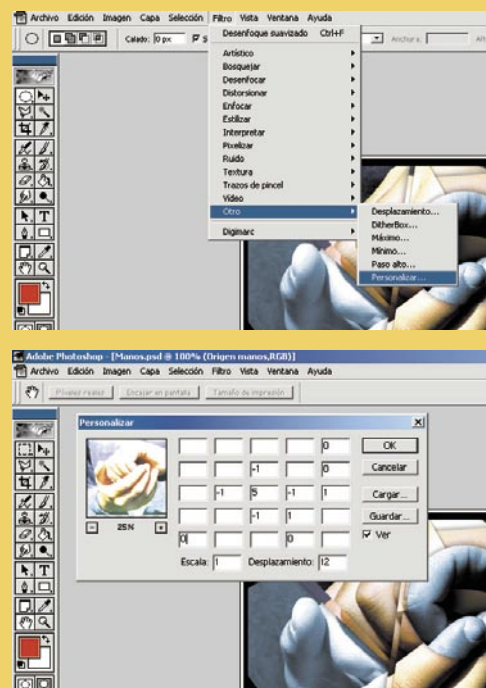 Archivo Edición Imagen Capa Selección Filtro Vista Ventana Ayuda
Calado: 0 px
Desenfoque suavizado Ctrl+F
Anchura:
Artístico
Bosquejar
Desenfocar
Distorsionar
Enfocar
Estilizar
Interpretar
Pixelizar
Ruido
Textura
Trazos de pincel
Vídeo
Otro
Digimarc
Desplazamiento...
DitherBox...
Máximo...
Mínimo...
Paso alto...
Personalizar...
Adobe Photoshop - [Manos.psd @ 100% (Origen manos,RGB)]
Archivo Edición Imagen Capa Selección Filtro Vista Ventana Ayuda
Píxeles reales Encajar en pantalla Tamaño de impresión
Personalizar
0 OK
-1 0 Cancelar
-1 5 -1 1 Cargar...
-1 1 Guardar...
25% Ver
0 0
Escala: 1 Desplazamiento: 12